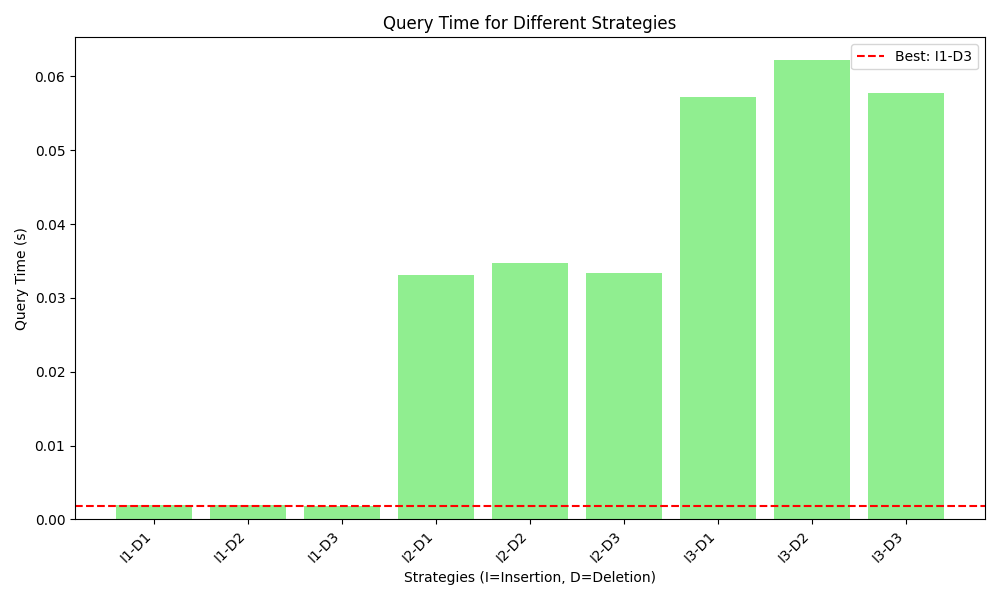 Query Time for Different Strategies
Best: I1-D3
Query Time (s)
0.06
0.05
0.04
0.03
0.02
0.01
0.00
I1-D1
I1-D2
I1-D3
I2-D1
I2-D2
I2-D3
I3-D1
I3-D2
I3-D3
Strategies (I=Insertion, D=Deletion)